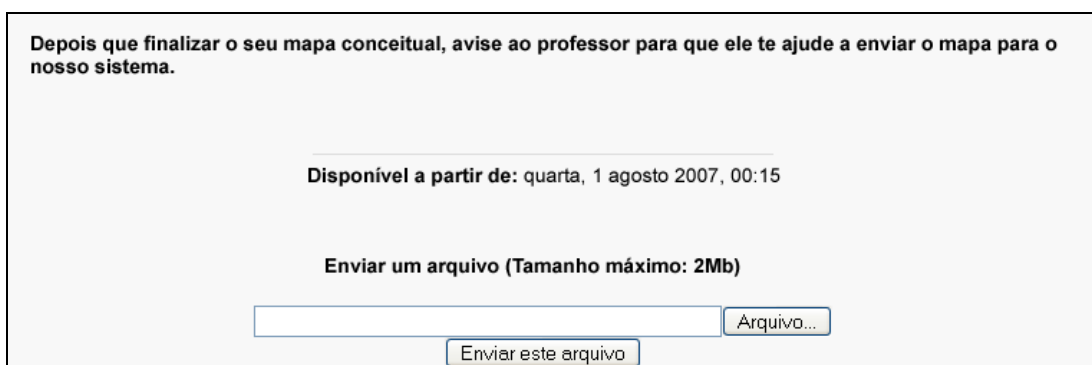 Depois que finalizar o seu mapa conceitual, avise ao professor para que ele te ajude a enviar o mapa para o
nosso sistema.
Disponível a partir de: quarta, 1 agosto 2007, 00:15
Enviar um arquivo (Tamanho máximo: 2Mb)
Arquivo...
Enviar este arquivo